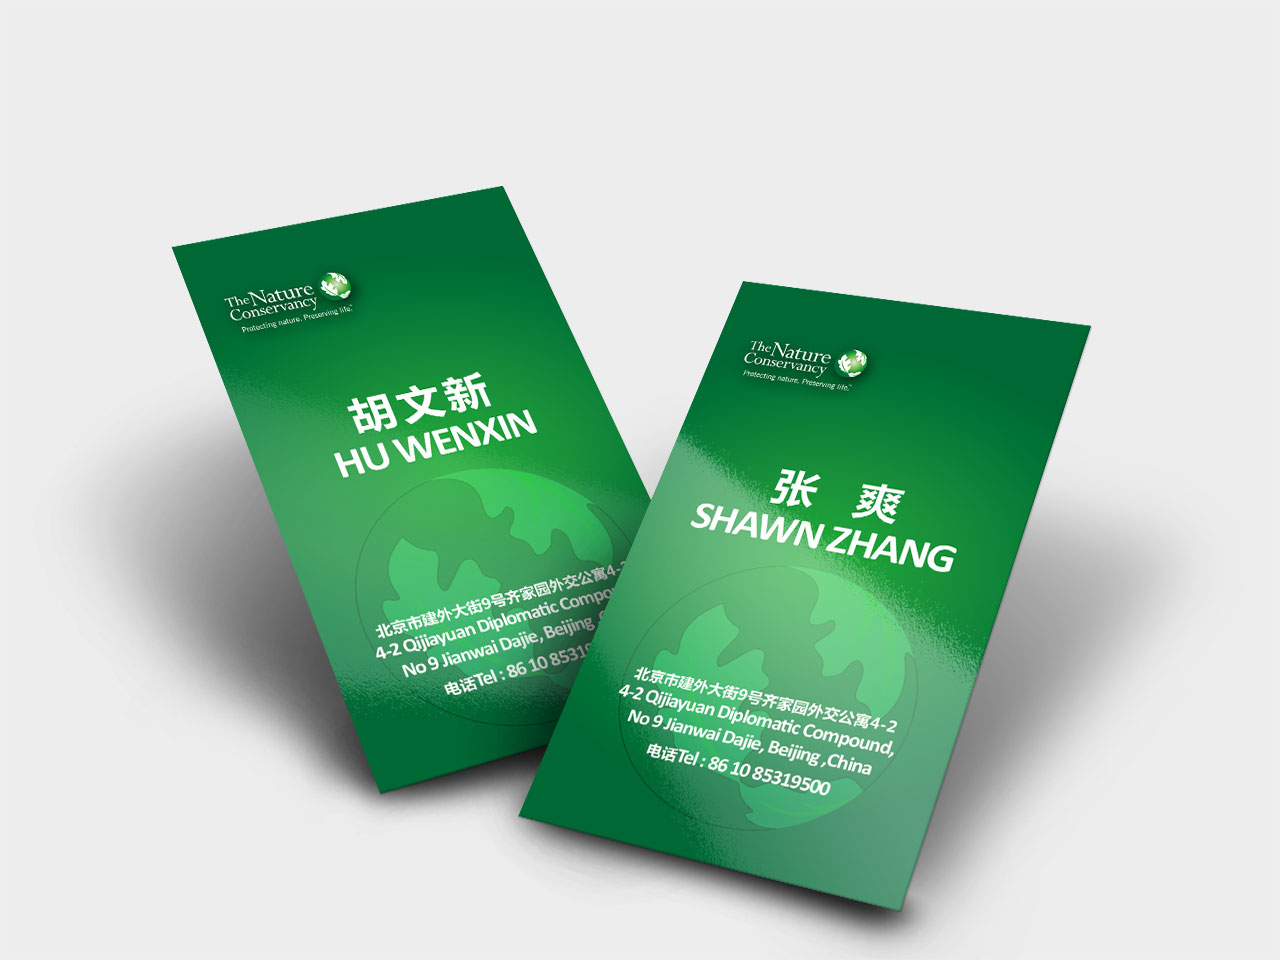 The Nature
Conservancy
Protecting nature. Preserving life.™
胡文新
HU WENXIN
北京市建外大街9号齐家园外交公寓4-2
4-2 Qijiayuan Diplomatic
No 9 Jianwai Dajie, Beijing ,
电话Tel : 86 10 8531
The Nature
Conservancy
Protecting nature. Preserving life.™
张 爽
SHAWN ZHANG
北京市建外大街9号齐家园外交公寓4-2
4-2 Qijiayuan Diplomatic Compound,
No 9 Jianwai Dajie, Beijing ,China
电话Tel : 86 10 85319500